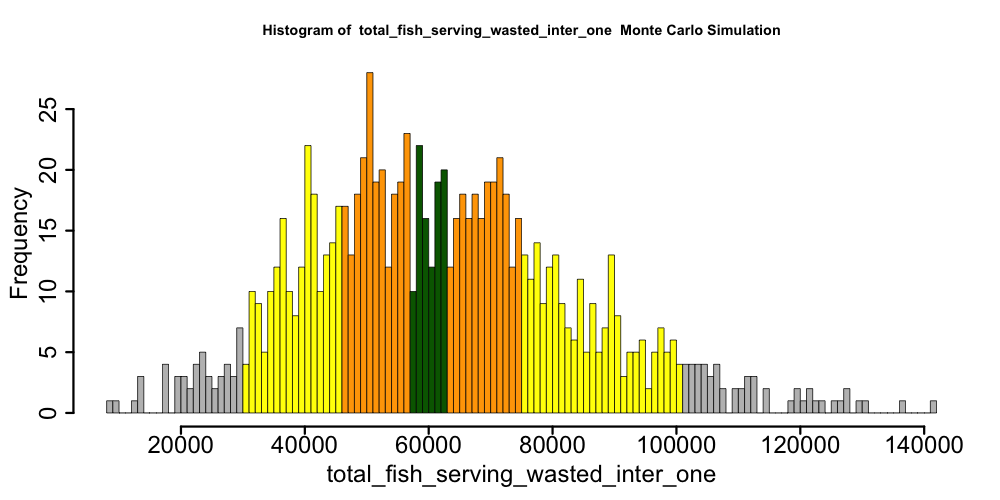 Histogram of  total_fish_serving_wasted_inter_one  Monte Carlo Simulation
25
20
15
10
5
0
Frequency
20000 40000 60000 80000 100000 120000 140000
total_fish_serving_wasted_inter_one